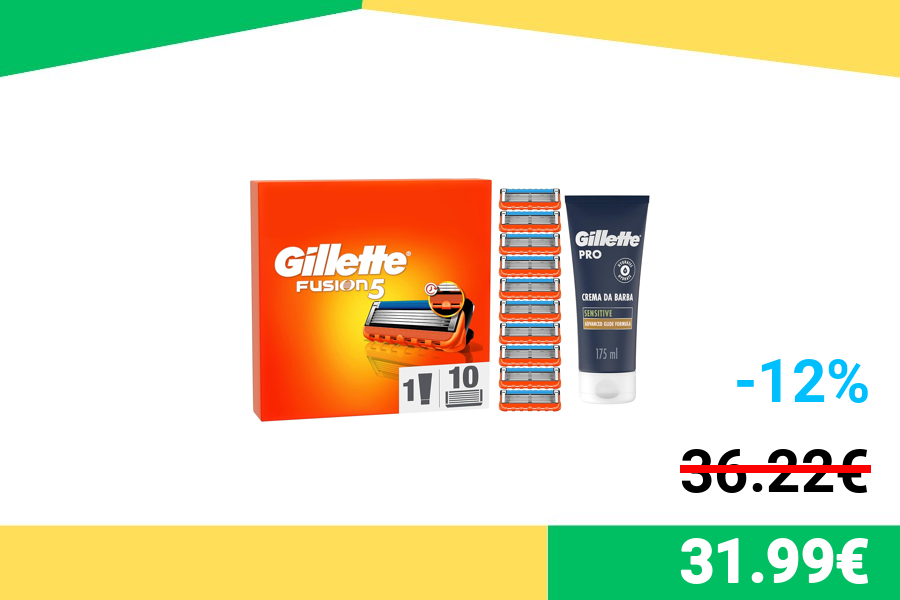 Gillette
FUSION5
1
10
Gillette
PRO
CREMA DA BARBA
SENSITIVE
ADVANCED-GLIDE FORMULA
175 ml
-12%
36.22€
31.99€